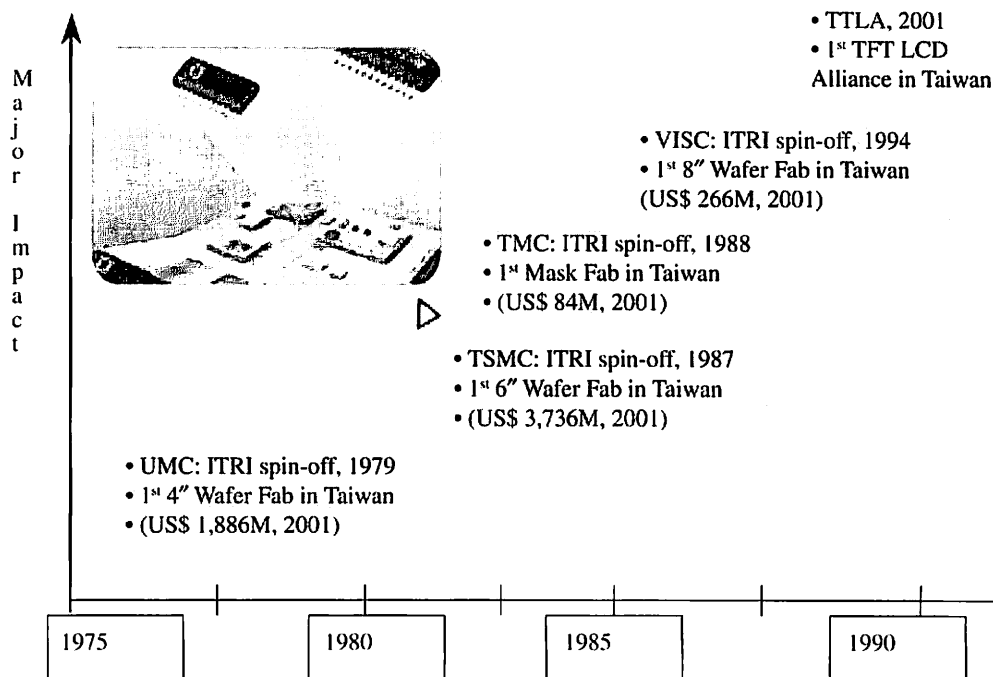 Major Impact
• TTLA, 2001
• 1st TFT LCD
Alliance in Taiwan
• VISC: ITRI spin-off, 1994
• 1st 8″ Wafer Fab in Taiwan
(US$ 266M, 2001)
• TMC: ITRI spin-off, 1988
• 1st Mask Fab in Taiwan
• (US$ 84M, 2001)
• TSMC: ITRI spin-off, 1987
• 1st 6″ Wafer Fab in Taiwan
• (US$ 3,736M, 2001)
• UMC: ITRI spin-off, 1979
• 1st 4″ Wafer Fab in Taiwan
• (US$ 1,886M, 2001)
1975
1980
1985
1990